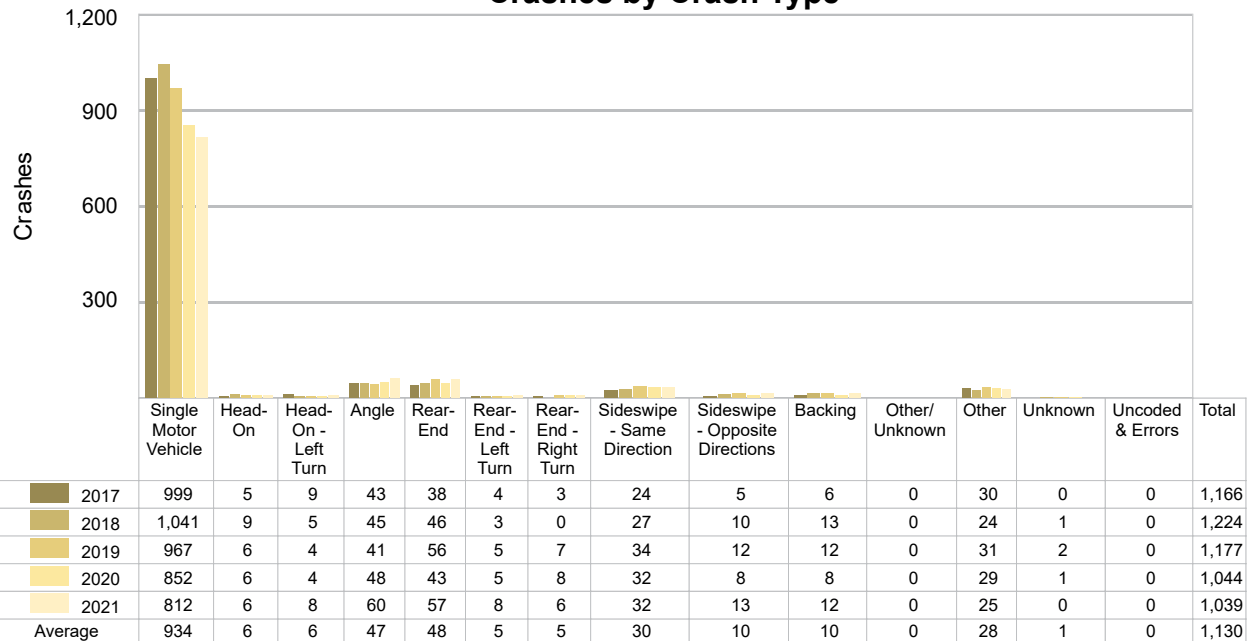 Crashes by Crash Type
1,200
900
600
300
Crashes
Single Motor Vehicle Head-On Head-On - Left Turn Angle Rear-End Rear-End - Left Turn Rear-End - Right Turn Sideswipe - Same Direction Sideswipe - Opposite Directions Backing Other/ Unknown Other Unknown Uncoded & Errors Total
2017 999 5 9 43 38 4 3 24 5 6 0 30 0 0 1,166
2018 1,041 9 5 45 46 3 0 27 10 13 0 24 1 0 1,224
2019 967 6 4 41 56 5 7 34 12 12 0 31 2 0 1,177
2020 852 6 4 48 43 5 8 32 8 8 0 29 1 0 1,044
2021 812 6 8 60 57 8 6 32 13 12 0 25 0 0 1,039
Average 934 6 6 47 48 5 5 30 10 10 0 28 1 0 1,130